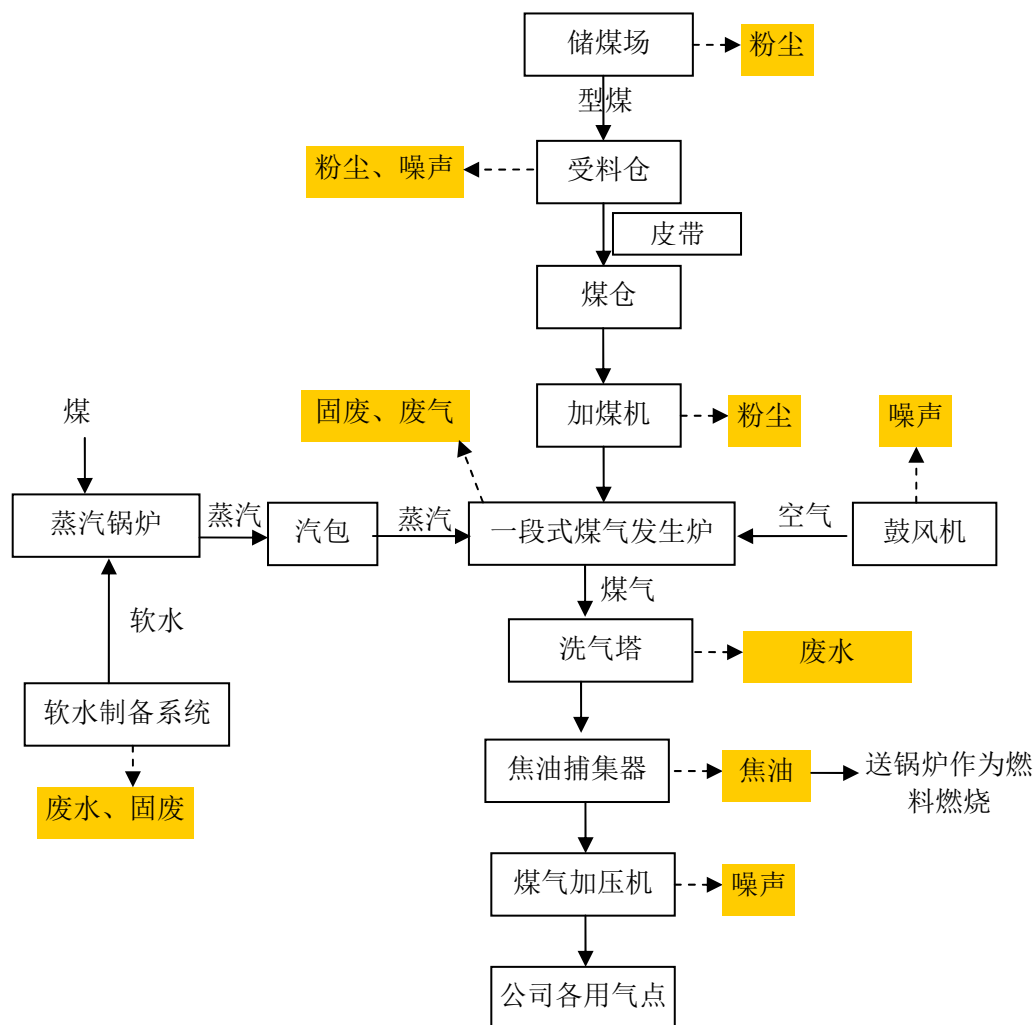 储煤场
粉尘
型煤
粉尘、噪声
受料仓
皮带
煤仓
煤
固废、废气
加煤机
粉尘
噪声
蒸汽锅炉
蒸汽
汽包
蒸汽
一段式煤气发生炉
空气
鼓风机
软水
煤气
洗气塔
废水
软水制备系统
废水、固废
焦油捕集器
焦油
送锅炉作为燃
料燃烧
煤气加压机
噪声
公司各用气点